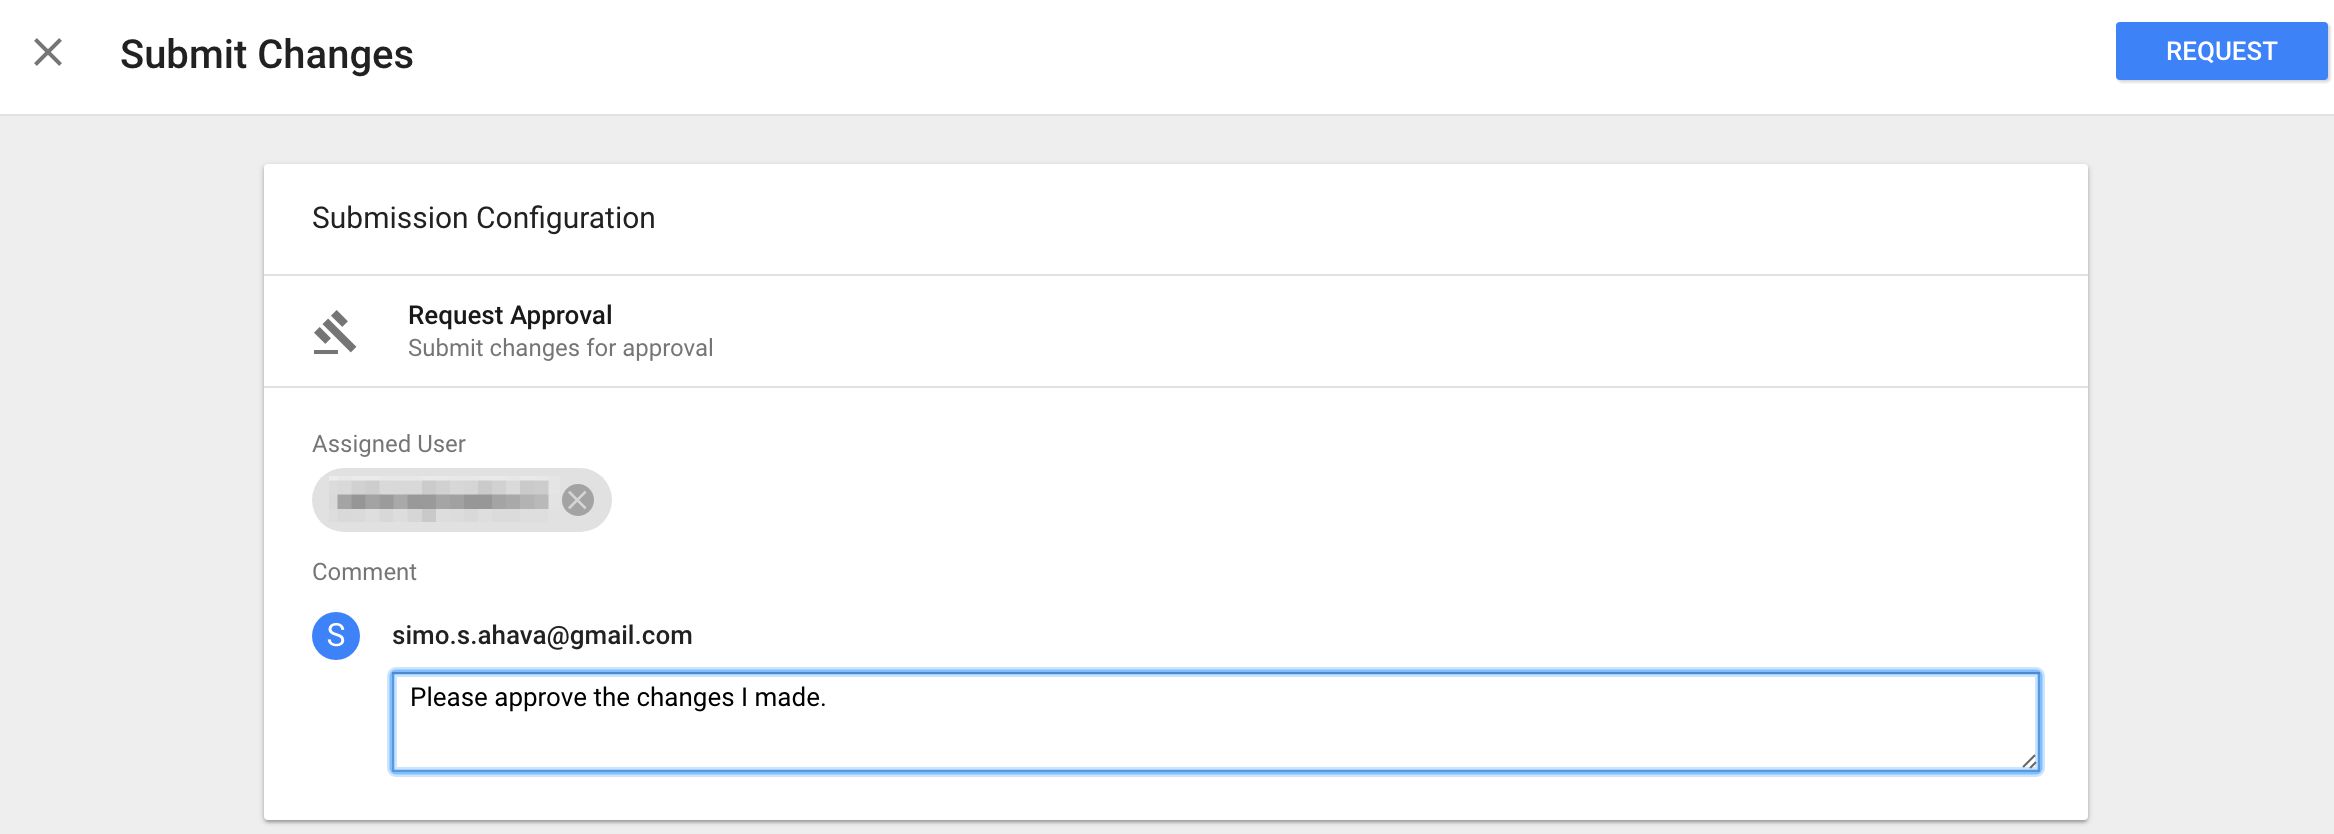 Submit Changes
REQUEST
Submission Configuration
Request Approval
Submit changes for approval
Assigned User
Comment
S
simo.s.ahava@gmail.com
Please approve the changes I made.